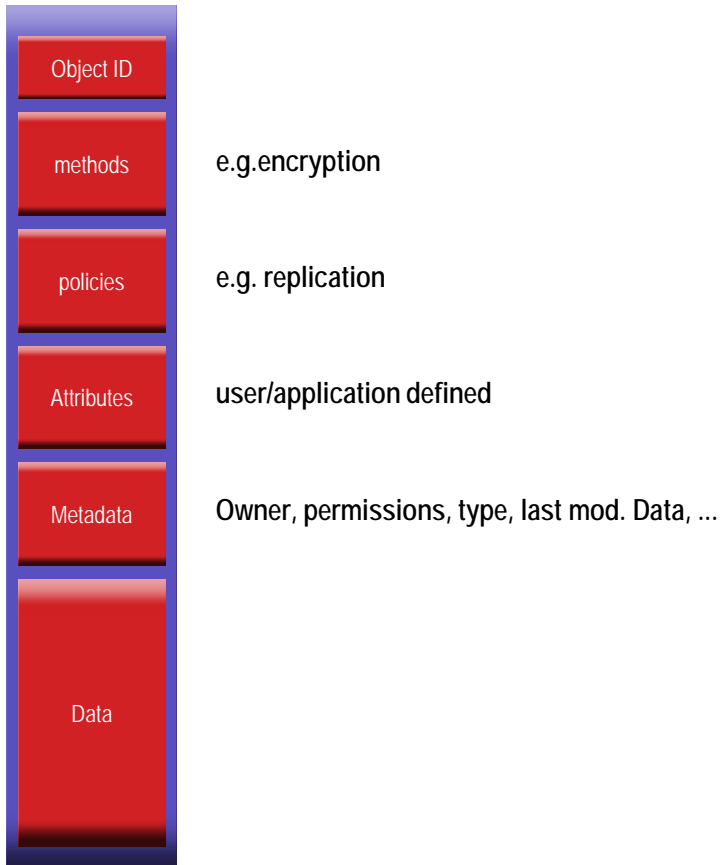 Object ID
methods
e.g.encryption
policies
e.g. replication
Attributes
user/application defined
Metadata
Owner, permissions, type, last mod. Data, ...
Data